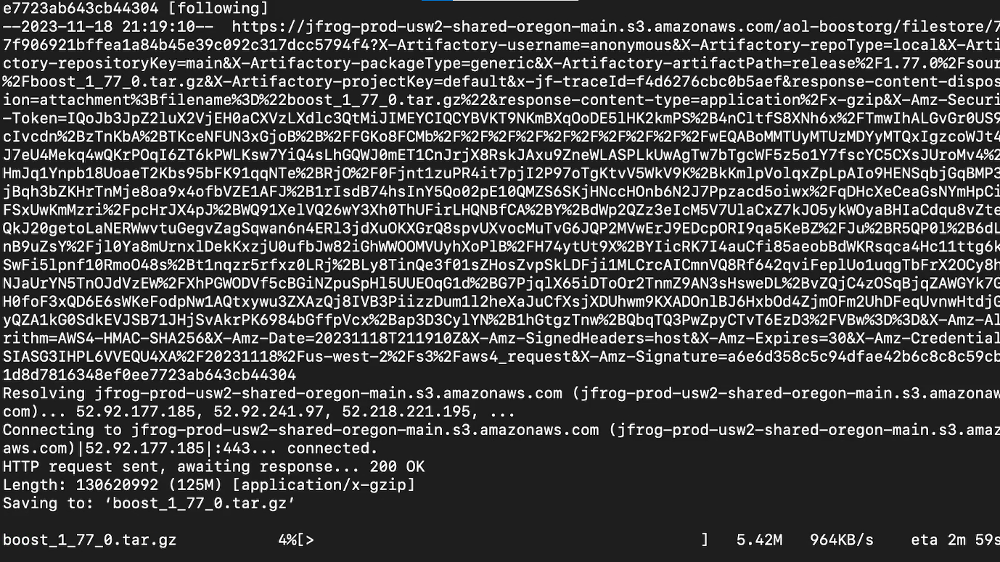 e7723ab643cb44304 [following]
--2023-11-18 21:19:10--  https://jfrog-prod-usw2-shared-oregon-main.s3.amazonaws.com/aol-boostorg/filestore/7
7f906921bffea1a84b45e39c092c317dcc5794f4?X-Artifactory-username=anonymous&X-Artifactory-repoType=local&X-Arti
ctory-repositoryKey=main&X-Artifactory-packageType=generic&X-Artifactory-artifactPath=release%2F1.77.0%2Fsour
%2Fboost_1_77_0.tar.gz&X-Artifactory-projectKey=default&x-jf-traceId=f4d6276cbc0b5aef&response-content-dispos
ion=attachment%3Bfilename%3D%22boost_1_77_0.tar.gz%22&response-content-type=application%2Fx-gzip&X-Amz-Securi
-Token=IQoJb3JpZ2luX2VjEH0aCXVzLXdlc3QtMiJIMEYCIQCYBVKT9NKmBXqOoDE5lHK2kmPS%2B4nCltfS8XNh6x%2FTmwIhALGvGr0US9
cIvcdn%2BzTnKbA%2BTKceNFUN3xGjoB%2B%2FFGKo8FCMb%2F%2F%2F%2F%2F%2F%2F%2F%2F%2FwEQABoMMTUyMTUzMDYyMTQxIgzcoWJt4
J7eU4Mekq4wQKrPOqI6ZT6kPWLKsw7YiQ4sLhGQWJ0mET1CnJrjX8RskJAxu9ZneWLASPLkUwAgTw7bTgcWF5z5o1Y7fscYC5CXsJUroMv4%2
HmJq1Ynpb18UoaeT2Kbs95bFK91qqNTe%2BRjO%2F0Fjnt1zuPR4it7pjI2P97oTgKtvV5WkV9K%2BkKmlpVolqxZpLpAIo9HENSqbjGqBMP3
jBqh3bZKHrTnMje8oa9x4ofbVZE1AFJ%2B1rIsdB74hsInY5Qo02pE10QMZS6SKjHNccHOnb6N2J7Ppzacd5oiwx%2FqDHcXeCeaGsNYmHpCi
FSxUwKmMzri%2FpcHrJX4pJ%2BWQ91XelVQ26wY3Xh0ThUFirLHQNBfCA%2BY%2BdWp2QZz3eIcM5V7UlaCxZ7kJO5ykWOyaBHIaCdqu8vZte
QkJ20getoLaNERWwvtuGegvZagSqwan6n4ERl3jdXuOKXGrQ8spvUXvocMuTvG6JQP2MVwErJ9EDcpORI9qa5KeBZ%2FJu%2BR5QP0l%2B6dL
nB9uZsY%2Fjl0Ya8mUrnxlDekKxzjU0ufbJw82iGhWWOOMVUyhXoPlB%2FH74ytUt9X%2BYIicRK7I4auCfi85aeobBdWKRsqca4Hc11ttg6k
SwFi5lpnf10RmoO48s%2Bt1nqzr5rfxz0LRj%2BLy8TinQe3f01sZHosZvpSkLDFji1MLCrcAICmnVQ8Rf642qviFeplUo1uqgTbFrX2OCy8h
NJaUrYN5TnOJdVzEW%2FXhPGWODVf5cBGiNZpuSpHl5UUEOqG1d%2BG7PjqlX65iDToOr2TnmZ9AN3sHsweDL%2BvZQjC4zOSqBjqZAWGYk7G
H0foF3xQD6E6sWKeFodpNw1AQtxywu3ZXAzQj8IVB3PiizzDum1l2heXaJuCfXsjXDUhwm9KXADOnlBJ6HxbOd4ZjmOFm2UhDFeqUvnwHtdjG
yQZA1kG0SdkEVJSB71JHjSvAkrPK6984bGffpVcx%2Bap3D3CylYN%2B1hGtgzTnw%2BQbqTQ3PwZpyCTvT6EzD3%2FVBw%3D%3D&X-Amz-Al
rithm=AWS4-HMAC-SHA256&X-Amz-Date=20231118T211910Z&X-Amz-SignedHeaders=host&X-Amz-Expires=30&X-Amz-Credential
SIASG3IHPL6VVEQU4XA%2F20231118%2Fus-west-2%2Fs3%2Faws4_request&X-Amz-Signature=a6e6d358c5c94dfae42b6c8c8c59cb
1d8d7816348ef0ee7723ab643cb44304
Resolving jfrog-prod-usw2-shared-oregon-main.s3.amazonaws.com (jfrog-prod-usw2-shared-oregon-main.s3.amazonaw
com)... 52.92.177.185, 52.92.241.97, 52.218.221.195, ...
Connecting to jfrog-prod-usw2-shared-oregon-main.s3.amazonaws.com (jfrog-prod-usw2-shared-oregon-main.s3.amaz
aws.com)|52.92.177.185|:443... connected.
HTTP request sent, awaiting response... 200 OK
Length: 130620992 (125M) [application/x-gzip]
Saving to: ‘boost_1_77_0.tar.gz’
boost_1_77_0.tar.gz           4%[>                                           ]   5.42M   964KB/s    eta 2m 59s